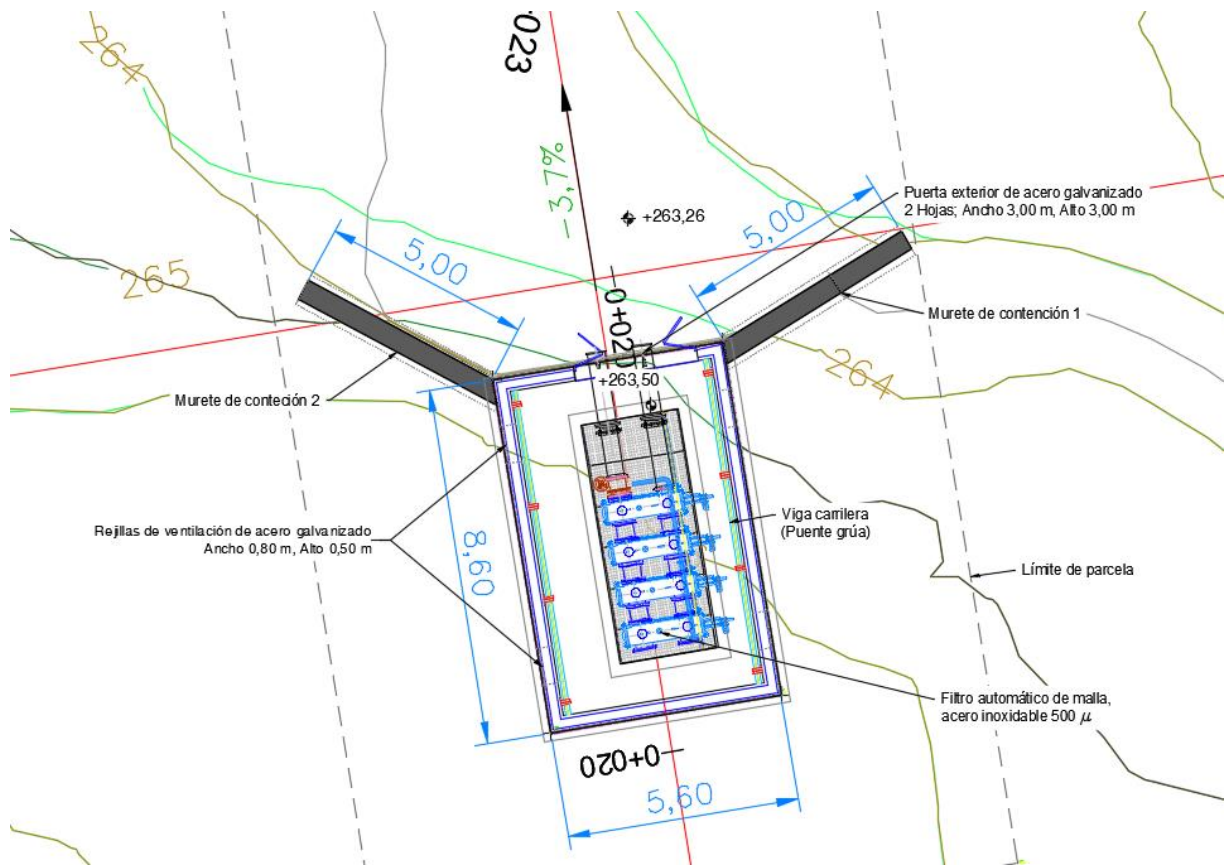 264
+023
-3,7%
+263,26
Puerta exterior de acero galvanizado
2 Hojas; Ancho 3,00 m, Alto 3,00 m
5,00
5,00
265
0+020
Murete de contención 1
264
+263,50
Murete de conteción 2
Viga carrilera
(Puente grúa)
Rejillas de ventilación de acero galvanizado
Ancho 0,80 m, Alto 0,50 m
8,60
Límite de parcela
Filtro automático de malla,
acero inoxidable 500 μ
0+020
5,60